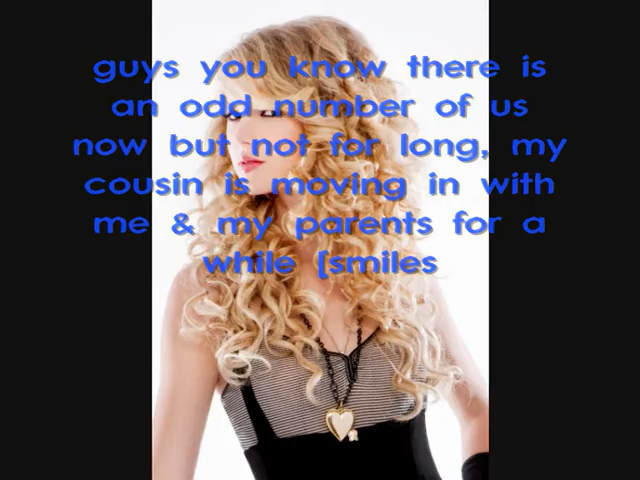 guys you know there is
an odd number of us
now but not for long, my
cousin is moving in with
me & my parents for a
while [smiles